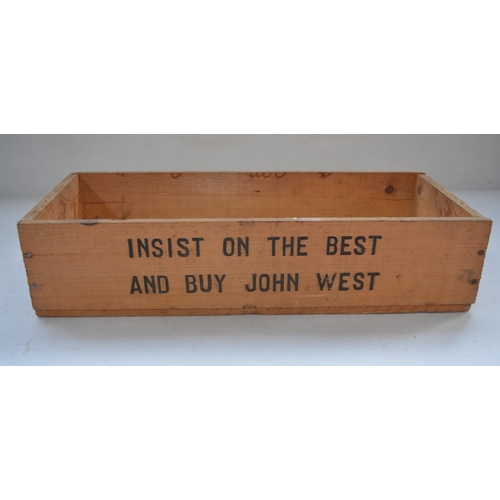 INSIST ON THE BEST
AND BUY JOHN WEST